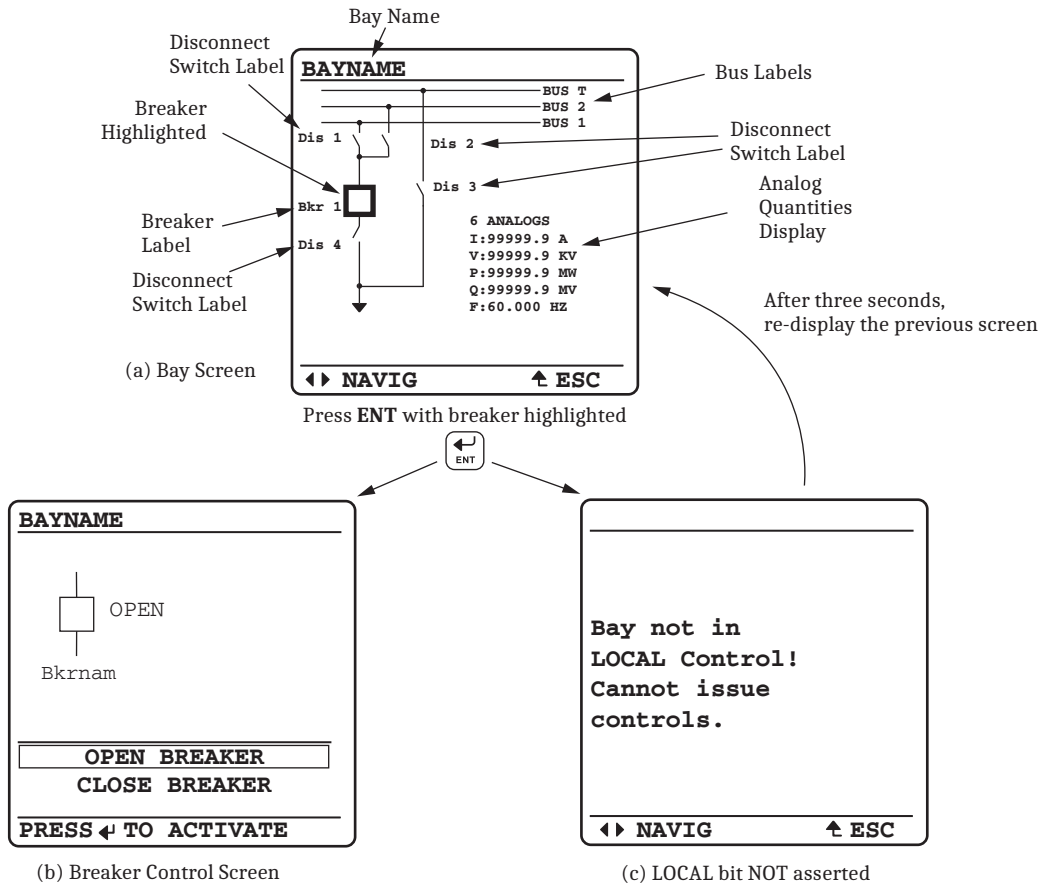 Bay Name
Disconnect
Switch Label
BAYNAME
BUS T
BUS 2
BUS 1
Bus Labels
Breaker
Highlighted
Dis 1
Dis 2
Disconnect
Switch Label
Dis 3
Bkr 1
Breaker
Label
Dis 4
Disconnect
Switch Label
6 ANALOGS
I:99999.9 A
V:99999.9 KV
P:99999.9 MW
Q:99999.9 MV
F:60.000 HZ
Analog
Quantities
Display
After three seconds,
re-display the previous screen
(a) Bay Screen
NAVIG ESC
Press ENT with breaker highlighted
ENT
BAYNAME
OPEN
Bkrnam
OPEN BREAKER
CLOSE BREAKER
PRESS TO ACTIVATE
(b) Breaker Control Screen
Bay not in
LOCAL Control!
Cannot issue
controls.
NAVIG ESC
(c) LOCAL bit NOT asserted